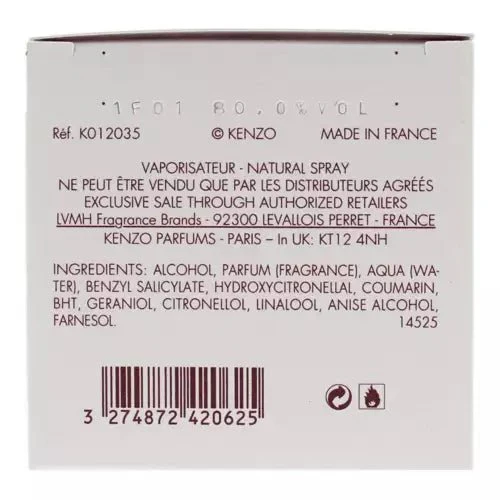 1F01 80.0%VOL
Réf. K012035 © KENZO MADE IN FRANCE
VAPORISATEUR - NATURAL SPRAY
NE PEUT ÊTRE VENDU QUE PAR LES DISTRIBUTEURS AGRÉÉS
EXCLUSIVE SALE THROUGH AUTHORIZED RETAILERS
LVMH Fragrance Brands - 92300 LEVALLOIS PERRET - FRANCE
KENZO PARFUMS - PARIS – In UK: KT12 4NH
INGREDIENTS: ALCOHOL, PARFUM (FRAGRANCE), AQUA (WA-
TER), BENZYL SALICYLATE, HYDROXYCITRONELLAL, COUMARIN,
BHT, GERANIOL, CITRONELLOL, LINALOOL, ANISE ALCOHOL,
FARNESOL. 14525
3 274872 420625